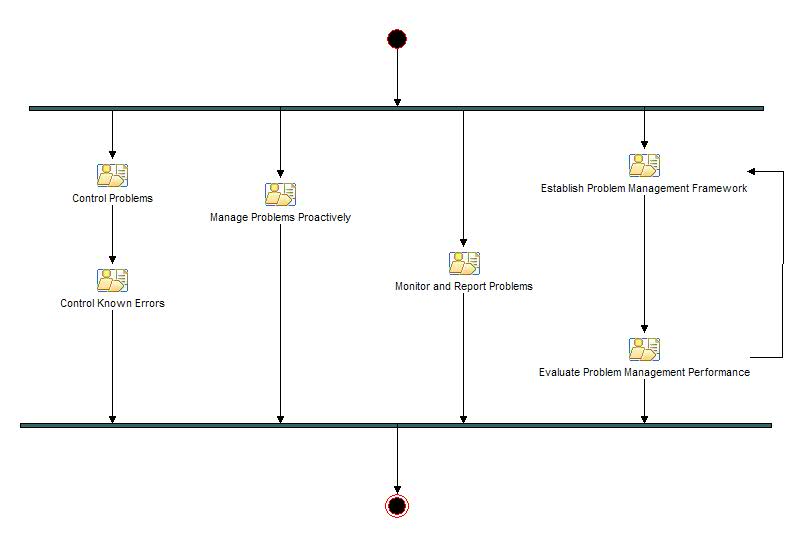 Control Problems
Manage Problems Proactively
Establish Problem Management Framework
Control Known Errors
Monitor and Report Problems
Evaluate Problem Management Performance